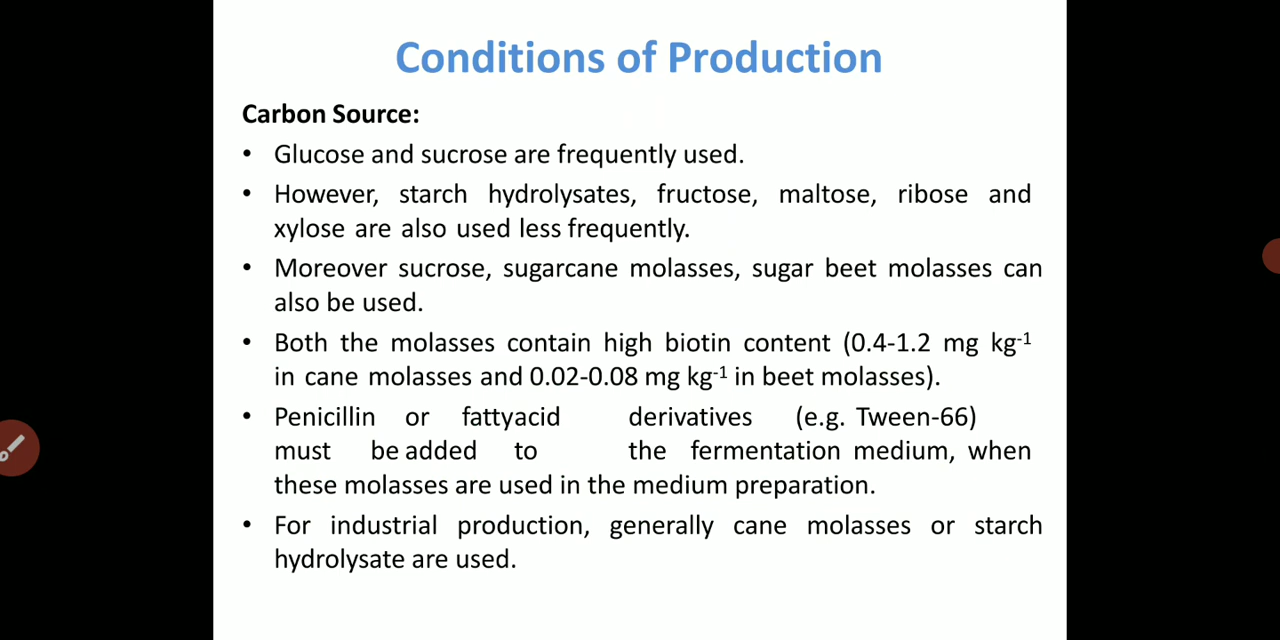 Conditions of Production
Carbon Source:
• Glucose and sucrose are frequently used.
• However, starch hydrolysates, fructose, maltose, ribose and
xylose are also used less frequently.
• Moreover sucrose, sugarcane molasses, sugar beet molasses can
also be used.
• Both the molasses contain high biotin content (0.4-1.2 mg kg⁻¹
in cane molasses and 0.02-0.08 mg kg⁻¹ in beet molasses).
• Penicillin or fattyacid derivatives (e.g. Tween-66)
must be added to the fermentation medium, when
these molasses are used in the medium preparation.
• For industrial production, generally cane molasses or starch
hydrolysate are used.